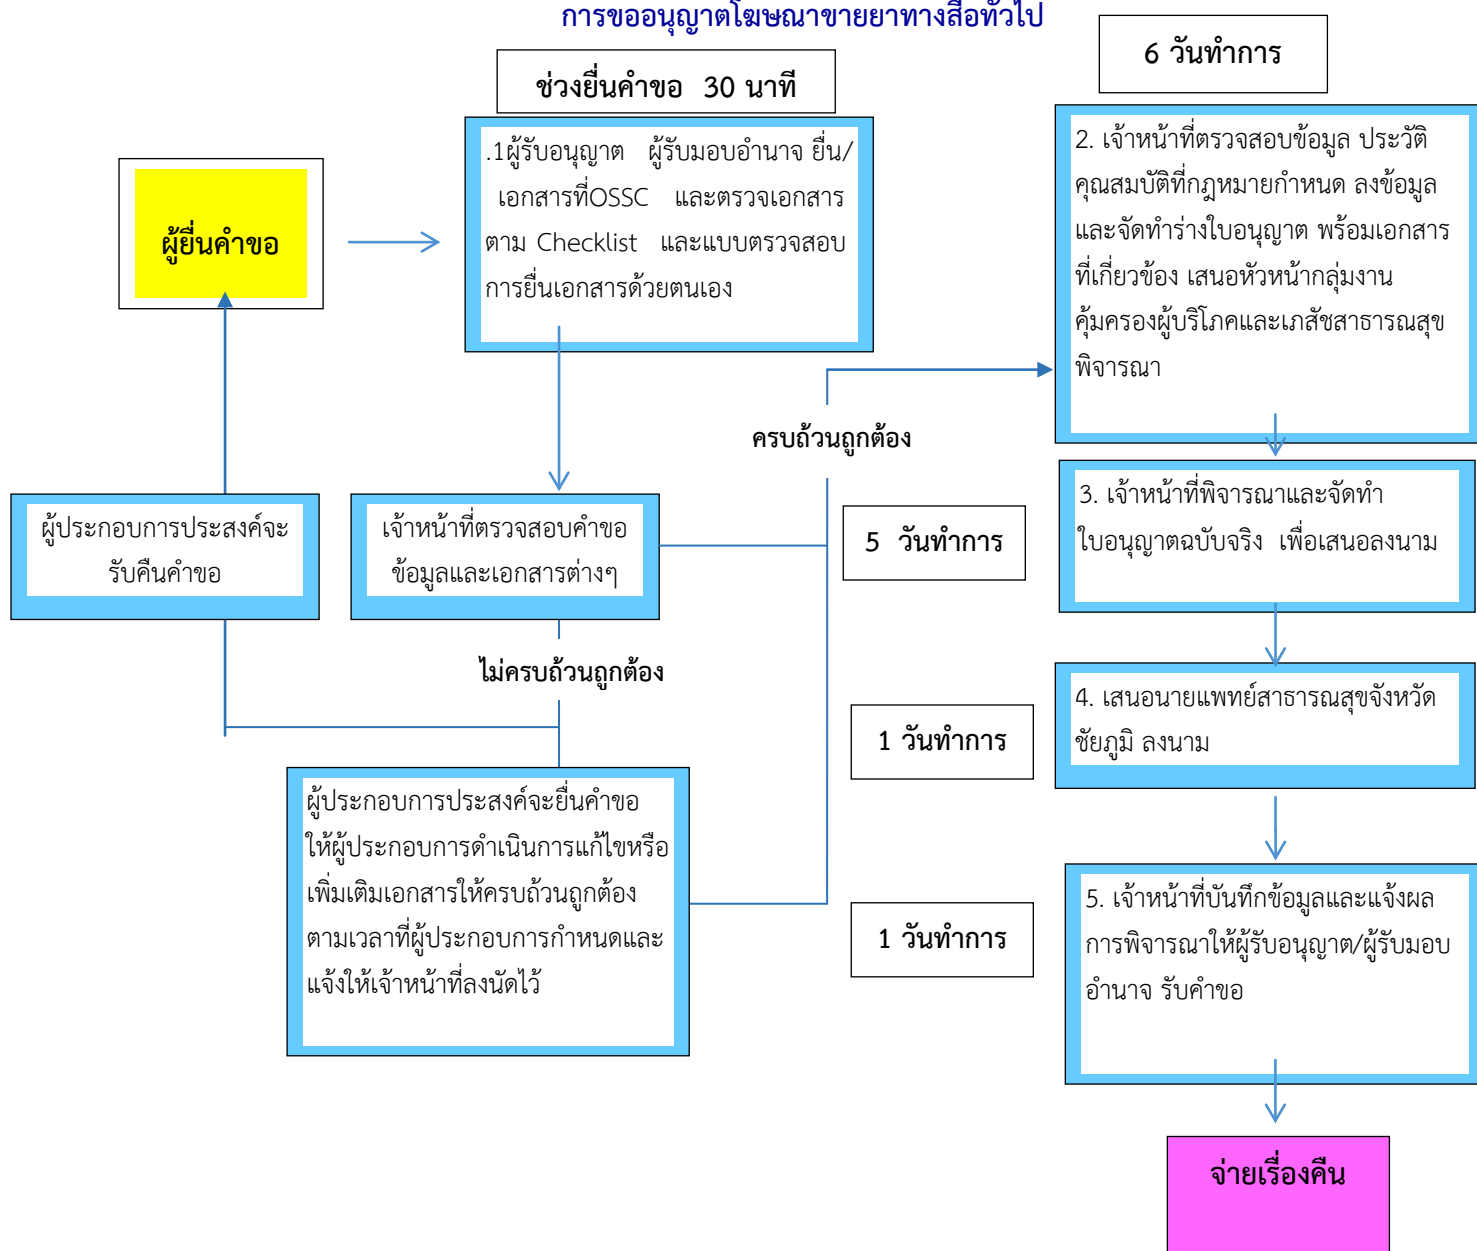 การขออนุญาตโฆษณาขายยาทางสื่อทั่วไป
ช่วงยื่นคำขอ 30 นาที
6 วันทำการ
ผู้ยื่นคำขอ
.1ผู้รับอนุญาต ผู้รับมอบอำนาจ ยื่น/
เอกสารที่OSSC และตรวจเอกสาร
ตาม Checklist และแบบตรวจสอบ
การยื่นเอกสารด้วยตนเอง
2. เจ้าหน้าที่ตรวจสอบข้อมูล ประวัติ
คุณสมบัติที่กฎหมายกำหนด ลงข้อมูล
และจัดทำร่างใบอนุญาต พร้อมเอกสาร
ที่เกี่ยวข้อง เสนอหัวหน้ากลุ่มงาน
คุ้มครองผู้บริโภคและเภสัชสาธารณสุข
พิจารณา
ครบถ้วนถูกต้อง
ผู้ประกอบการประสงค์จะ
รับคืนคำขอ
เจ้าหน้าที่ตรวจสอบคำขอ
ข้อมูลและเอกสารต่างๆ
5 วันทำการ
3. เจ้าหน้าที่พิจารณาและจัดทำ
ใบอนุญาตฉบับจริง เพื่อเสนอลงนาม
ไม่ครบถ้วนถูกต้อง
1 วันทำการ
4. เสนอนายแพทย์สาธารณสุขจังหวัด
ชัยภูมิ ลงนาม
ผู้ประกอบการประสงค์จะยื่นคำขอ
ให้ผู้ประกอบการดำเนินการแก้ไขหรือ
เพิ่มเติมเอกสารให้ครบถ้วนถูกต้อง
ตามเวลาที่ผู้ประกอบการกำหนดและ
แจ้งให้เจ้าหน้าที่ลงนัดไว้
1 วันทำการ
5. เจ้าหน้าที่บันทึกข้อมูลและแจ้งผล
การพิจารณาให้ผู้รับอนุญาต/ผู้รับมอบ
อำนาจ รับคำขอ
จ่ายเรื่องคืน